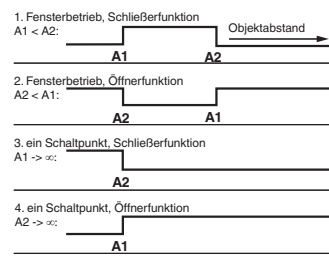 1. Fensterbetrieb, Schließerfunktion
A1 < A2:
Objektabstand
A1 A2
2. Fensterbetrieb, Öffnerfunktion
A2 < A1:
A2 A1
3. ein Schaltpunkt, Schließerfunktion
A1 -> ∞:
A2
4. ein Schaltpunkt, Öffnerfunktion
A2 -> ∞:
A1